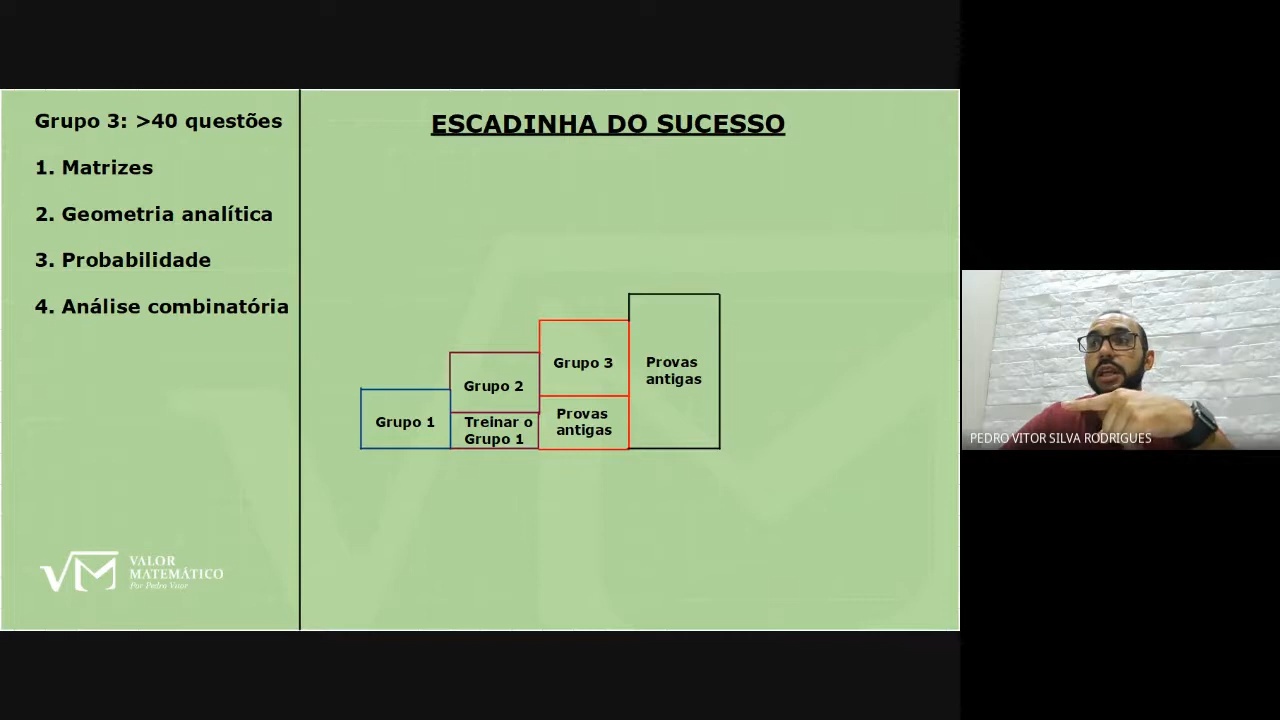 Grupo 3: >40 questões
1. Matrizes
2. Geometria analítica
3. Probabilidade
4. Análise combinatória
VALOR
MATEMÁTICO
Por Pedro Vitor
ESCADINHA DO SUCESSO
Grupo 1
Grupo 2
Treinar o
Grupo 1
Grupo 3
Provas
antigas
Provas
antigas
PEDRO VITOR SILVA RODRIGUES